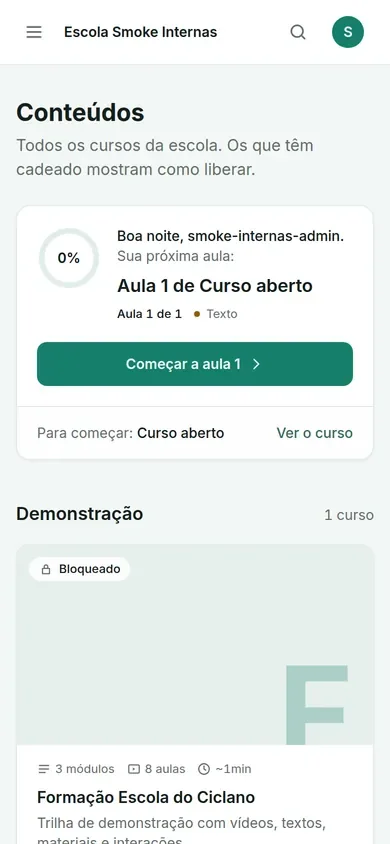 Escola Smoke Internas
S
Conteúdos
Todos os cursos da escola. Os que têm
cadeado mostram como liberar.
0%
Boa noite, smoke-internas-admin.
Sua próxima aula:
Aula 1 de Curso aberto
Aula 1 de 1 • Texto
Começar a aula 1
Para começar: Curso aberto
Ver o curso
Demonstração
1 curso
Bloqueado
F
3 módulos
8 aulas
~1min
Formação Escola do Ciclano
Trilha de demonstração com vídeos, textos,
materiais e interações